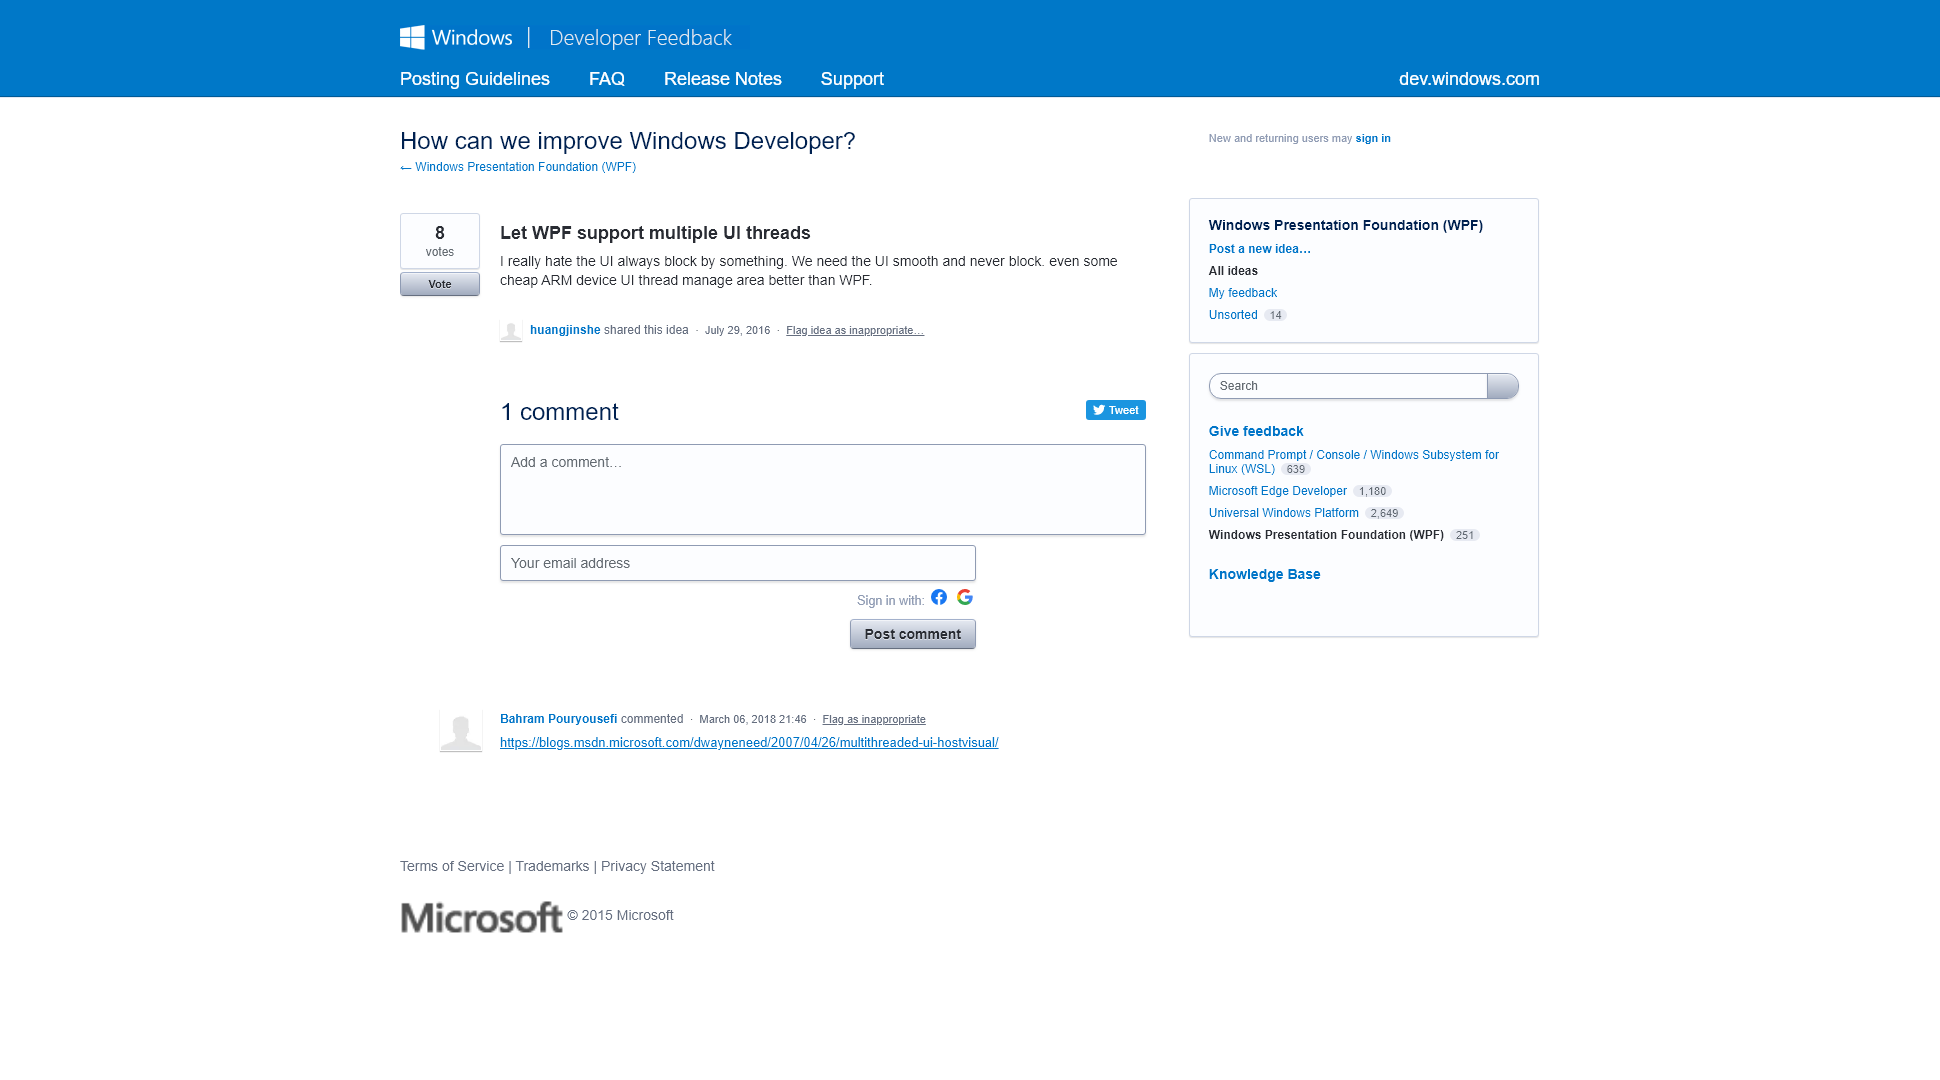 Windows | Developer Feedback
Posting Guidelines FAQ Release Notes Support dev.windows.com
How can we improve Windows Developer?
← Windows Presentation Foundation (WPF)
New and returning users may sign in
8
votes
Vote
Let WPF support multiple UI threads
I really hate the UI always block by something. We need the UI smooth and never block. even some
cheap ARM device UI thread manage area better than WPF.
huangjinshe shared this idea · July 29, 2016 · Flag idea as inappropriate…
1 comment
Tweet
Add a comment…
Your email address
Sign in with:
Post comment
Bahram Pouryousefi commented · March 06, 2018 21:46 · Flag as inappropriate
https://blogs.msdn.microsoft.com/dwayneneed/2007/04/26/multithreaded-ui-hostvisual/
Windows Presentation Foundation (WPF)
Post a new idea…
All ideas
My feedback
Unsorted 14
Search
Give feedback
Command Prompt / Console / Windows Subsystem for
Linux (WSL) 639
Microsoft Edge Developer 1,180
Universal Windows Platform 2,649
Windows Presentation Foundation (WPF) 251
Knowledge Base
Terms of Service | Trademarks | Privacy Statement
Microsoft © 2015 Microsoft